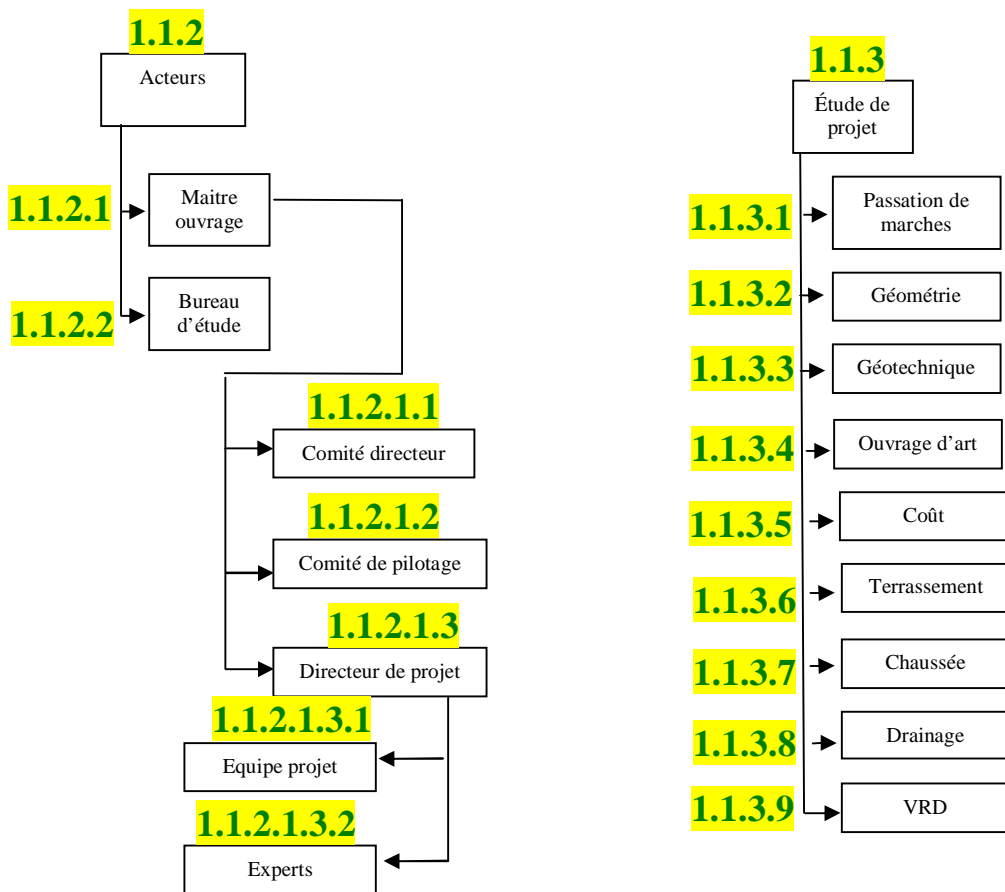 1.1.2
Acteurs
1.1.2.1
Maitre
ouvrage
1.1.2.2
Bureau
d’étude
1.1.2.1.1
Comité directeur
1.1.2.1.2
Comité de pilotage
1.1.2.1.3
Directeur de projet
1.1.2.1.3.1
Equipe projet
1.1.2.1.3.2
Experts
1.1.3
Étude de
projet
1.1.3.1
Passation de
marches
1.1.3.2
Géométrie
1.1.3.3
Géotechnique
1.1.3.4
Ouvrage d’art
1.1.3.5
Coût
1.1.3.6
Terrassement
1.1.3.7
Chaussée
1.1.3.8
Drainage
1.1.3.9
VRD